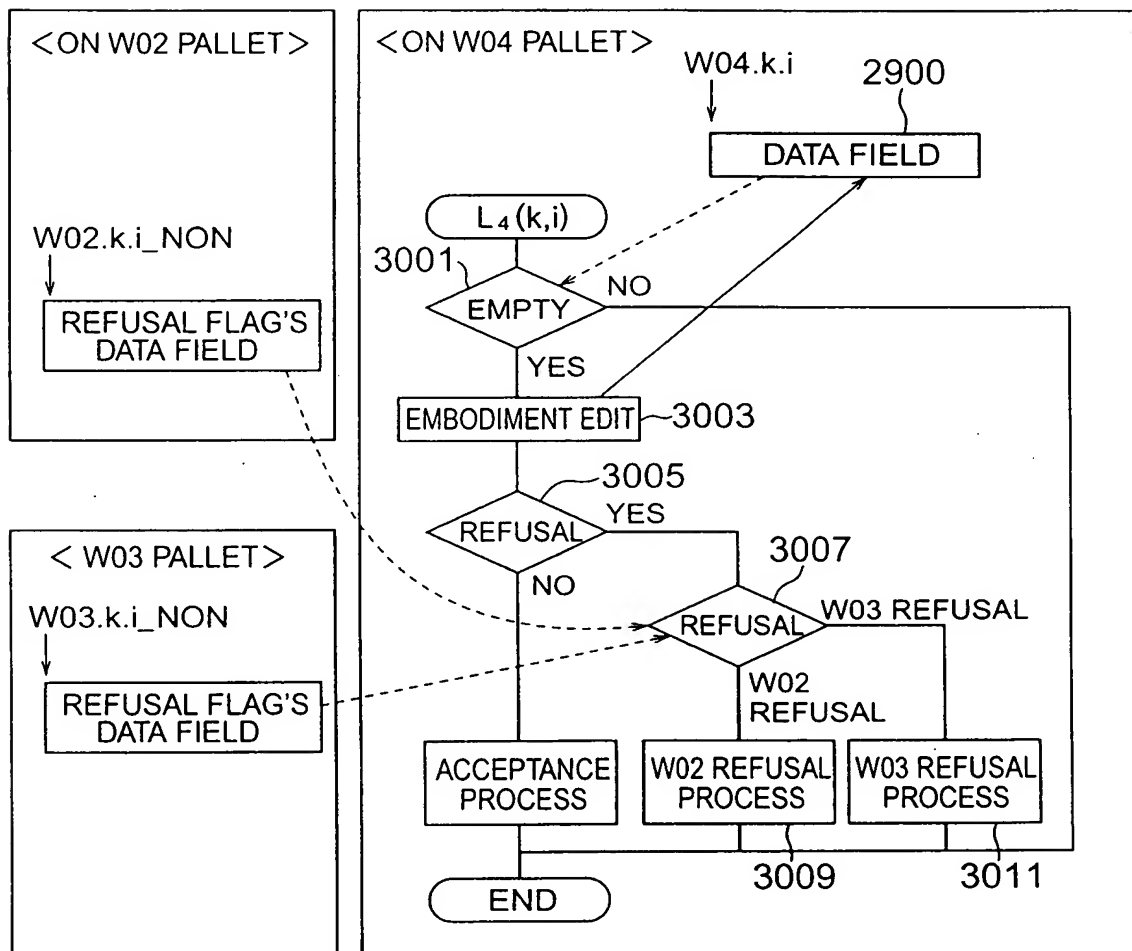 <ON W02 PALLET>
W02.k.i_NON
REFUSAL FLAG'S
DATA FIELD
< W03 PALLET>
W03.k.i_NON
REFUSAL FLAG'S
DATA FIELD
<ON W04 PALLET>
W04.k.i
2900
DATA FIELD
L4(k,i)
3001
EMPTY
NO
YES
EMBODIMENT EDIT
3003
3005
REFUSAL
YES
NO
3007
REFUSAL
W03 REFUSAL
W02
REFUSAL
ACCEPTANCE
PROCESS
W02 REFUSAL
PROCESS
W03 REFUSAL
PROCESS
3009
3011
END